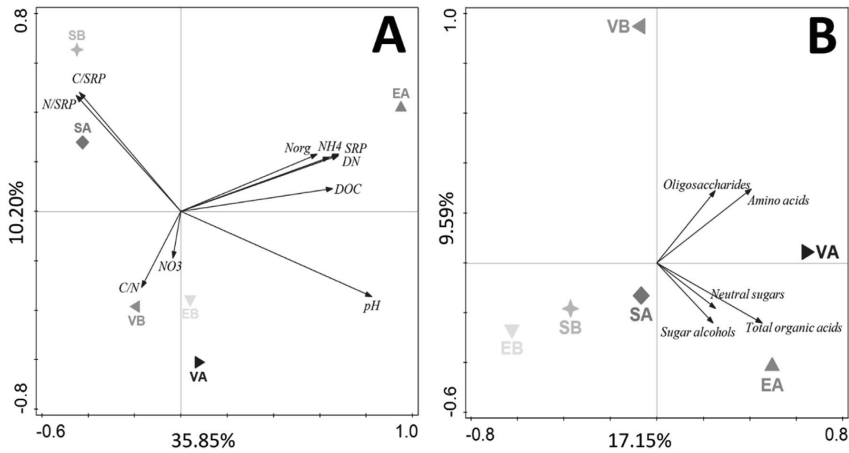 A
0.8
SB
C/SRP
N/SRP
SA
EA
Norg NH4 SRP
DN
DOC
NO3
C/N
pH
VB
EB
VA
10.20%
-0.8
-0.6
35.85%
1.0
B
1.0
VB
Oligosaccharides
Amino acids
VA
Neutral sugars
Sugar alcohols
Total organic acids
SA
SB
EB
EA
9.59%
-0.6
-0.8
17.15%
0.8